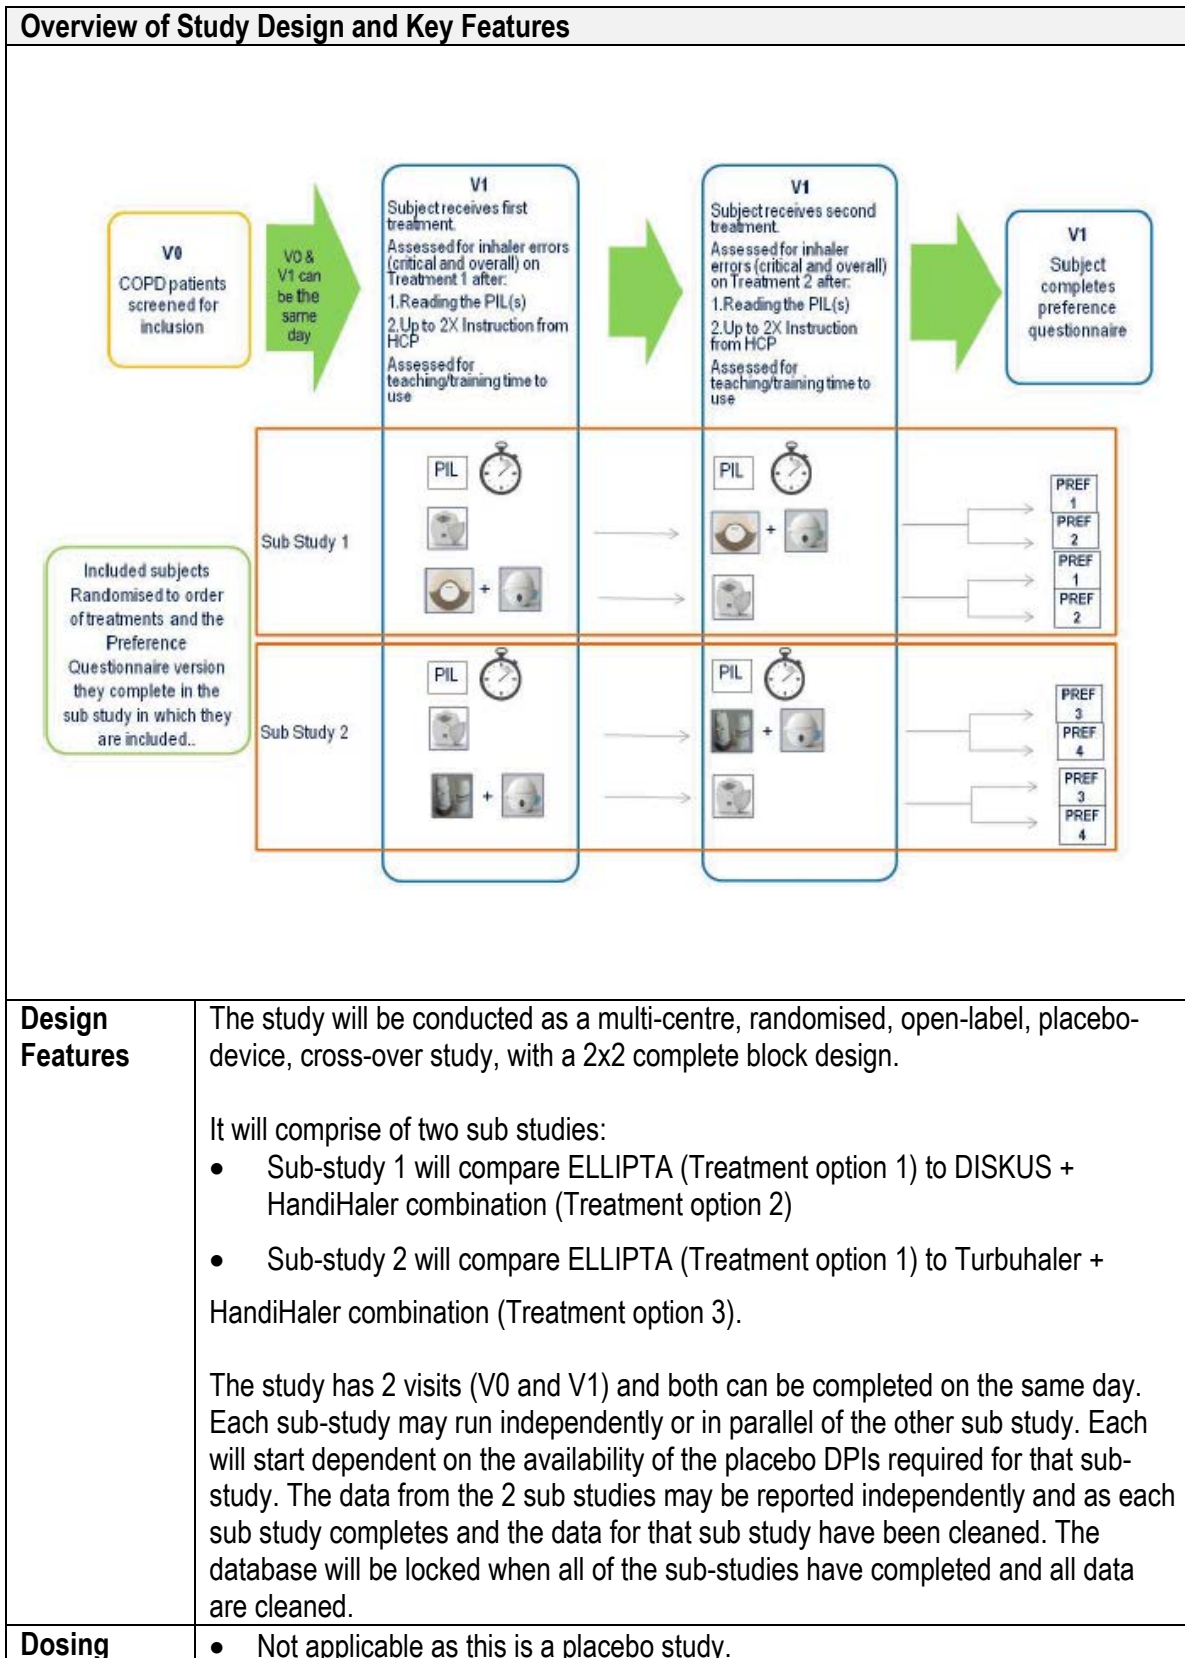 Overview of Study Design and Key Features
V0
COPD patients
screened for
inclusion
V0 &
V1 can
be the
same
day
V1
Subject receives first
treatment.
Assessed for inhaler errors
(critical and overall) on
Treatment 1 after:
1.Reading the PIL(s)
2.Up to 2X Instruction from
HCP
Assessed for
teaching/training time to
use
V1
Subject receives second
treatment.
Assessed for inhaler
errors (critical and overall)
on Treatment 2 after:
1.Reading the PIL(s)
2.Up to 2X Instruction
from HCP
Assessed for
teaching/training time to
use
V1
Subject
completes
preference
questionnaire
Included subjects
Randomised to order
of treatments and the
Preference
Questionnaire version
they complete in the
sub study in which they
are included..
Sub Study 1
PIL
+
PIL
+
PREF
1
PREF
2
PREF
1
PREF
2
Sub Study 2
PIL
+
PIL
+
PREF
3
PREF
4
PREF
3
PREF
4
Design
Features
The study will be conducted as a multi-centre, randomised, open-label, placebo-
device, cross-over study, with a 2x2 complete block design.
It will comprise of two sub studies:
• Sub-study 1 will compare ELLIPTA (Treatment option 1) to DISKUS +
HandiHaler combination (Treatment option 2)
• Sub-study 2 will compare ELLIPTA (Treatment option 1) to Turbuhaler +
HandiHaler combination (Treatment option 3).
The study has 2 visits (V0 and V1) and both can be completed on the same day.
Each sub-study may run independently or in parallel of the other sub study. Each
will start dependent on the availability of the placebo DPIs required for that sub-
study. The data from the 2 sub studies may be reported independently and as each
sub study completes and the data for that sub study have been cleaned. The
database will be locked when all of the sub-studies have completed and all data
are cleaned.
Dosing
• Not applicable as this is a placebo study.